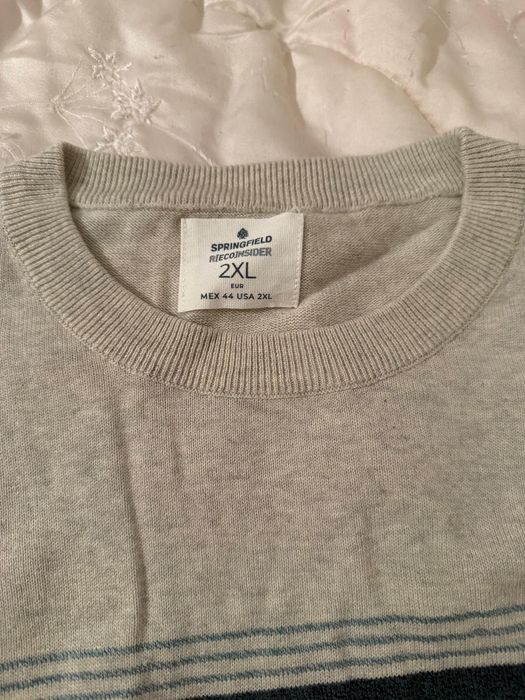 SPRINGFIELD
R[ECO]NSIDER
2XL
EUR
MEX 44 USA 2XL